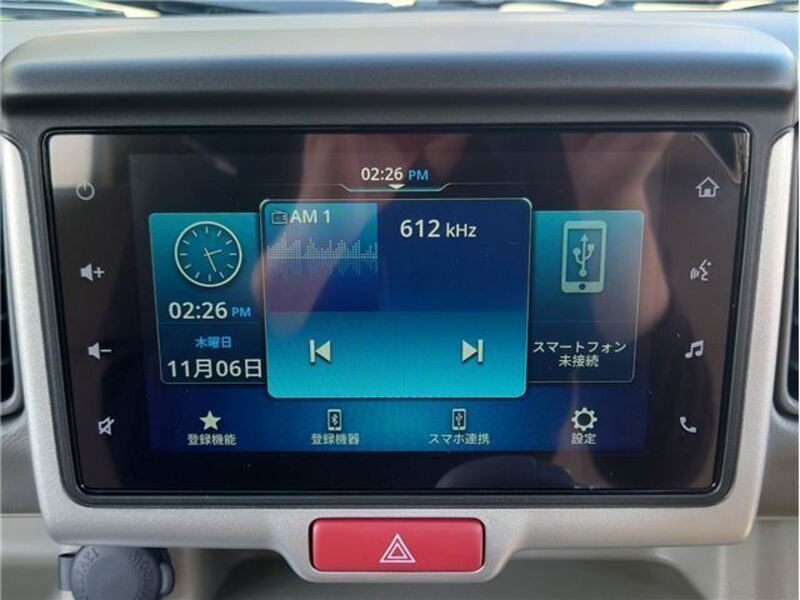 02:26 PM
AM 1
612 kHz
02:26 PM
木曜日
11月06日
スマートフォン
未接続
登録機能
登録機器
スマホ連携
設定